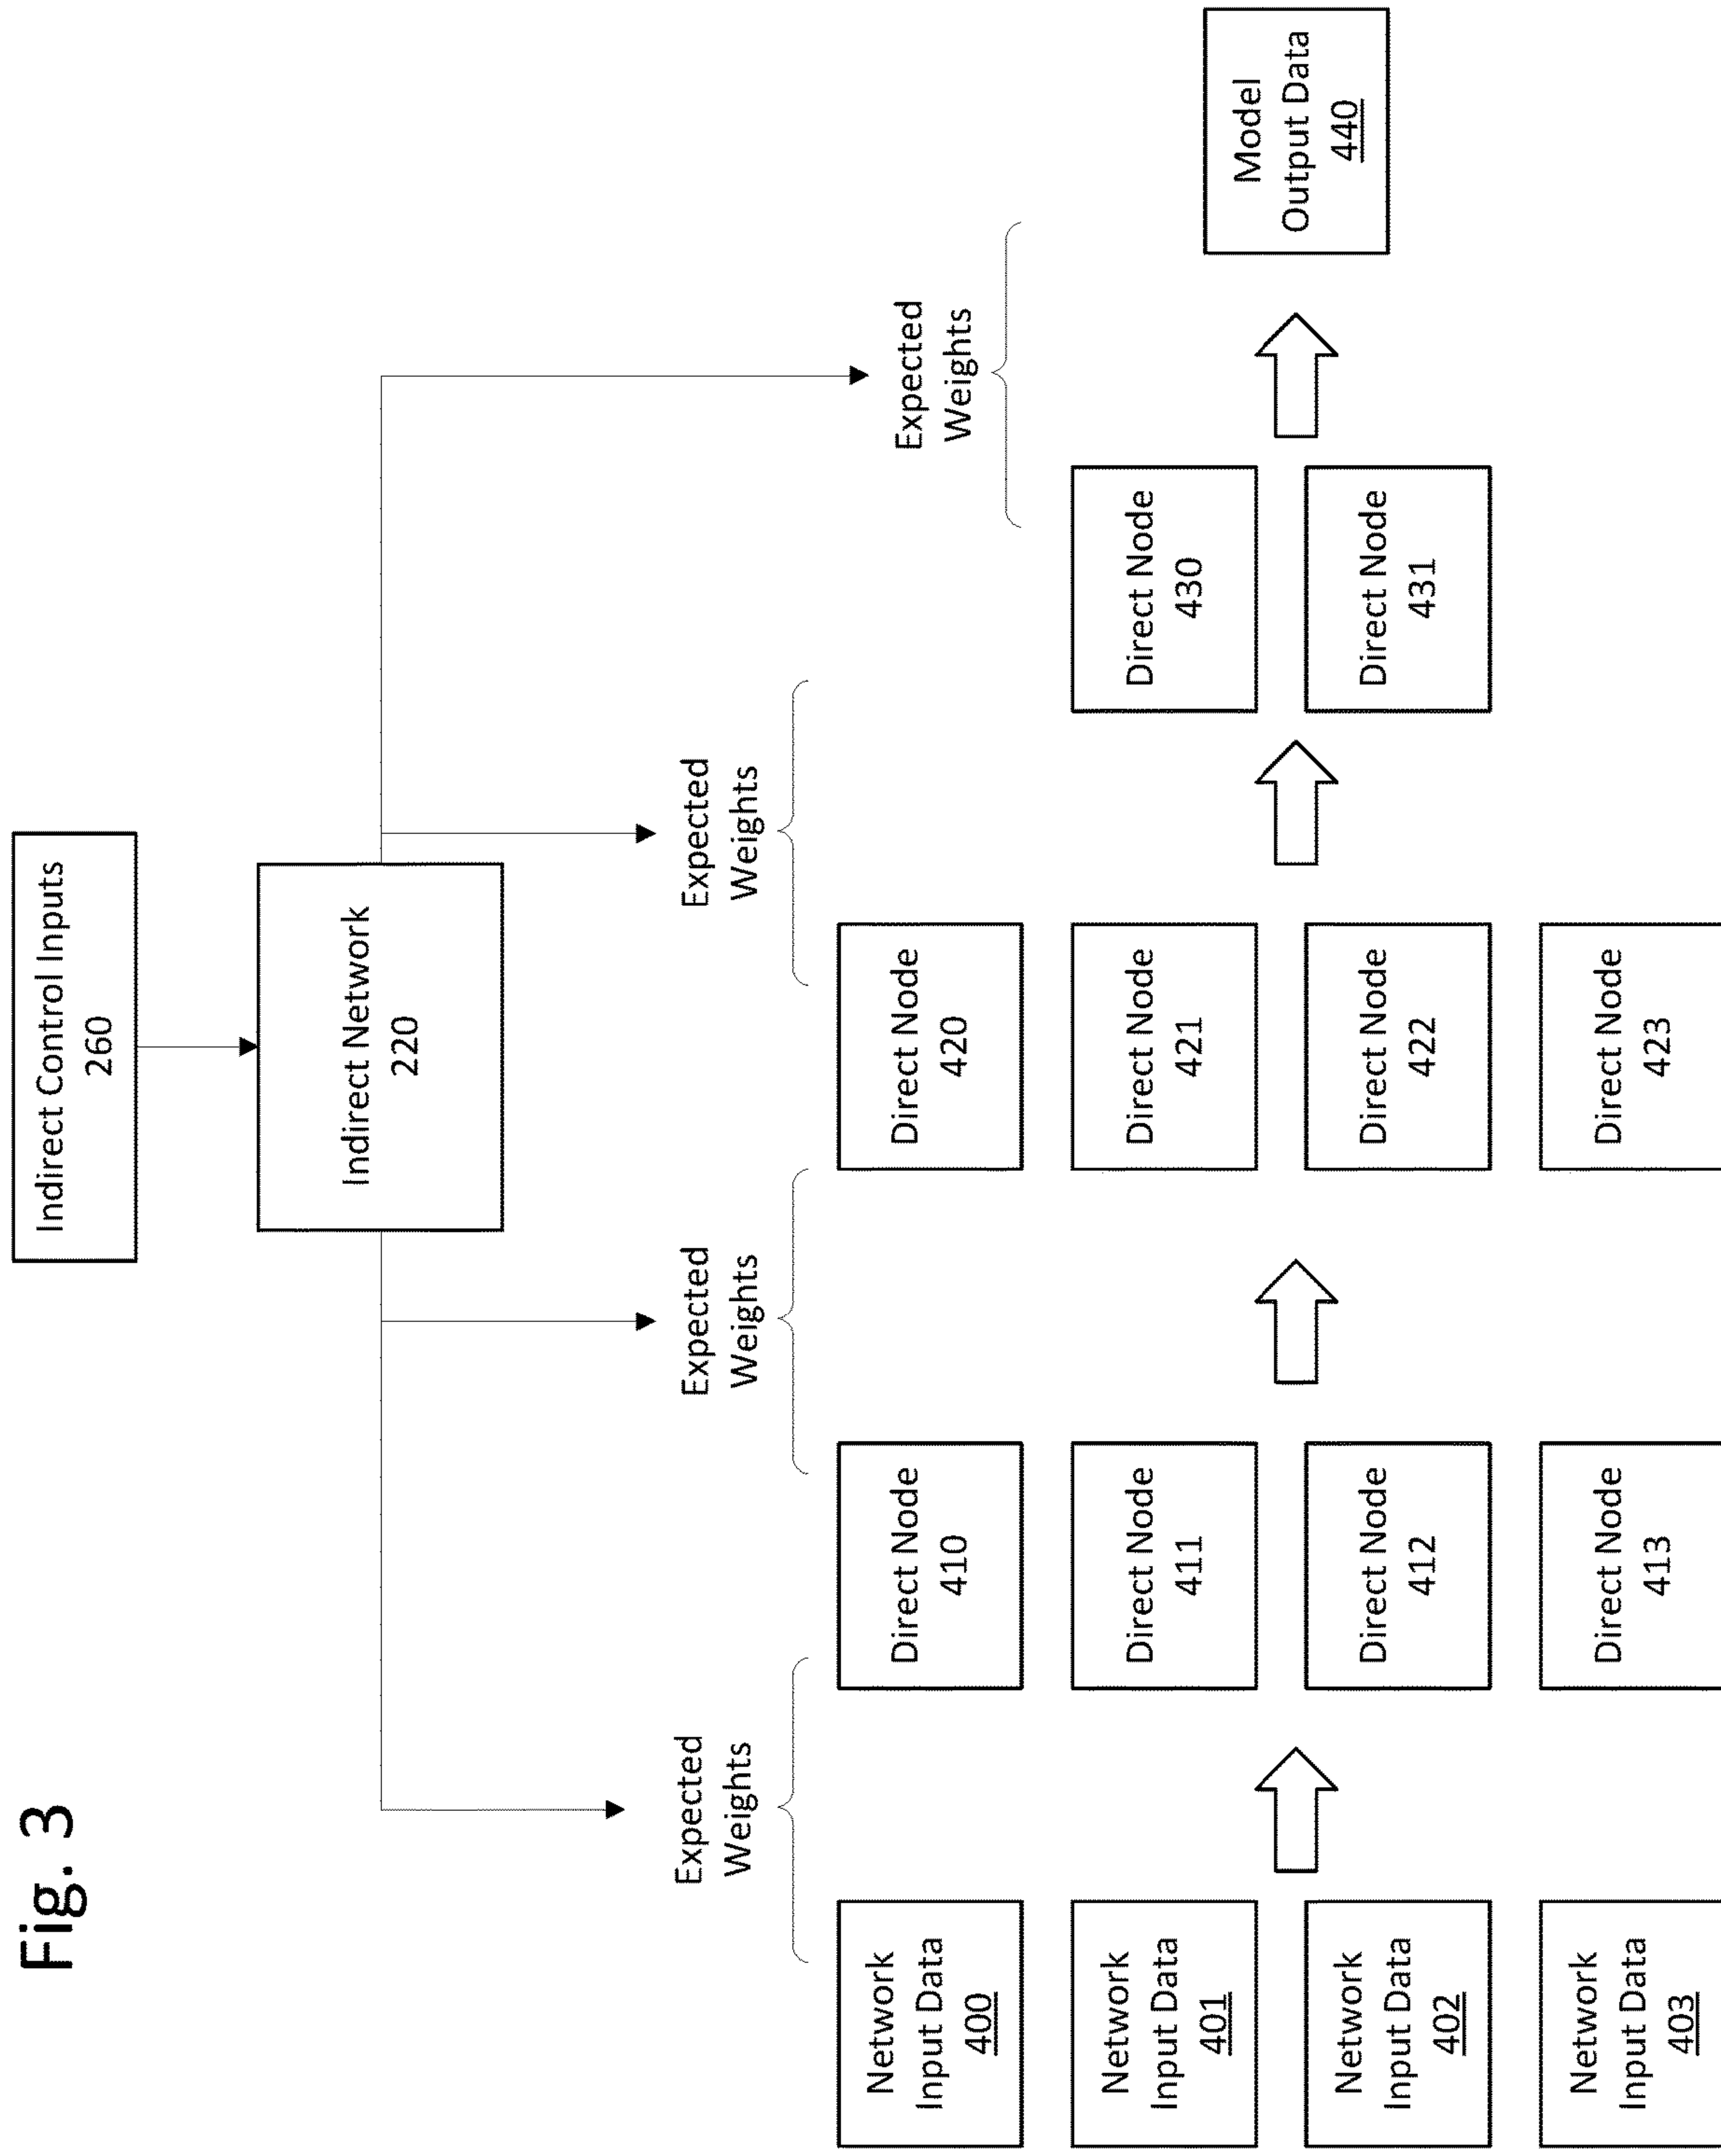 Fig. 3
Indirect Control Inputs
260
Indirect Network
220
Expected
Weights
Expected
Weights
Expected
Weights
Expected
Weights
Network
Input Data
400
Network
Input Data
401
Network
Input Data
402
Network
Input Data
403
Direct Node
410
Direct Node
411
Direct Node
412
Direct Node
413
Direct Node
420
Direct Node
421
Direct Node
422
Direct Node
423
Direct Node
430
Direct Node
431
Model
Output Data
440